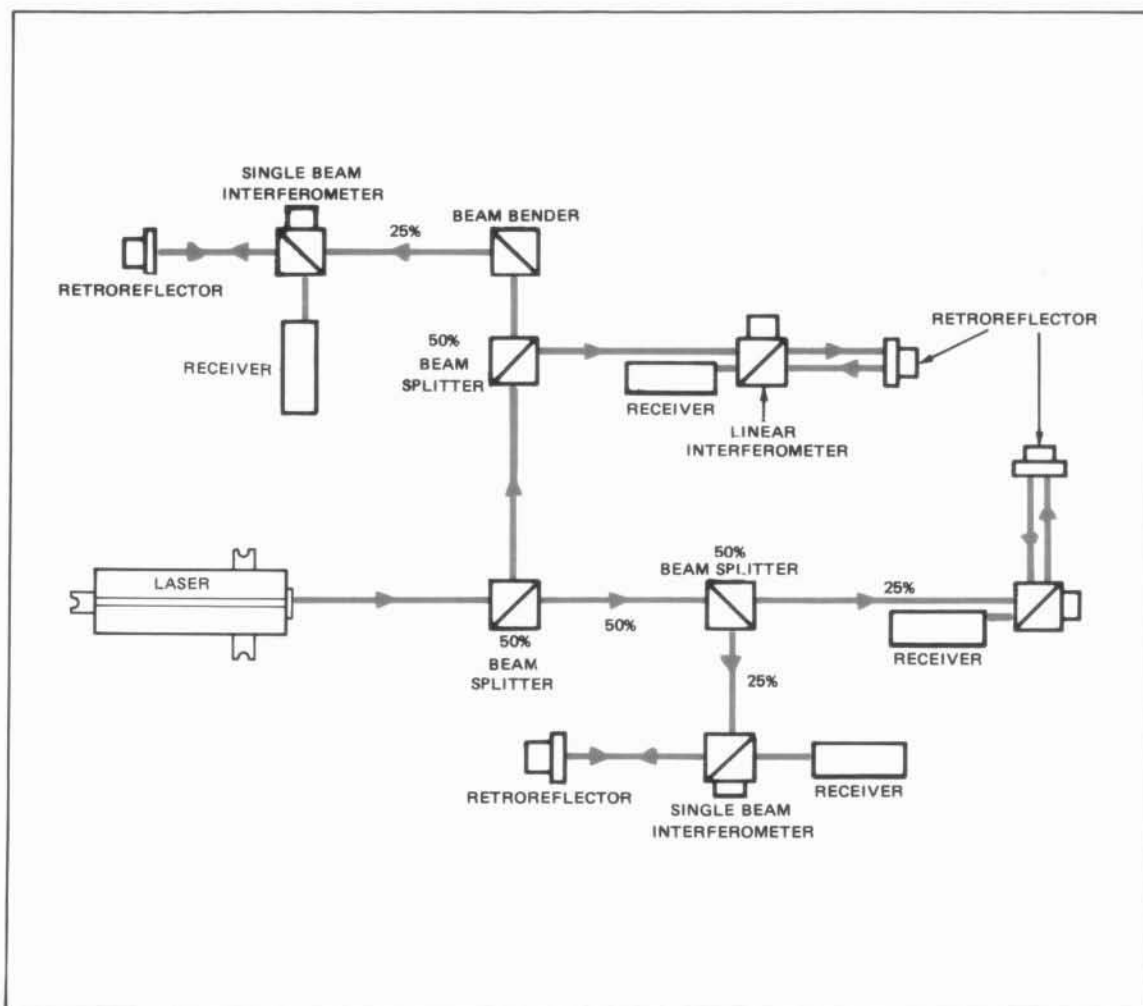 SINGLE BEAM
INTERFEROMETER
BEAM BENDER
25%
RETROREFLECTOR
RETROREFLECTOR
50%
BEAM
SPLITTER
RECEIVER
RECEIVER
LINEAR
INTERFEROMETER
50%
BEAM SPLITTER
LASER
25%
50%
50%
BEAM
SPLITTER
RECEIVER
25%
RETROREFLECTOR
RECEIVER
SINGLE BEAM
INTERFEROMETER